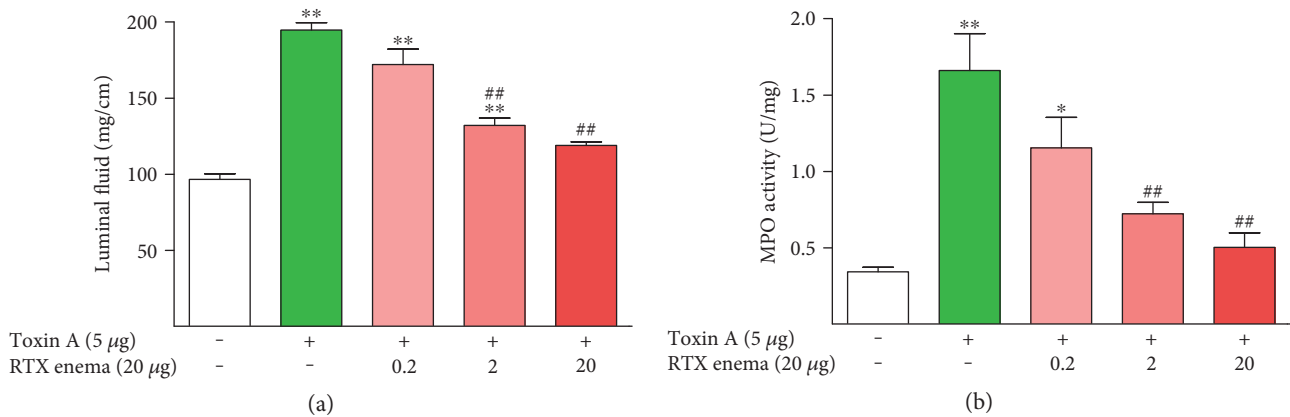 Luminal fluid (mg/cm)
200
150
100
50
**
**
##
**
##
Toxin A (5 μg) – + + + +
RTX enema (20 μg) – – 0.2 2 20
(a)
MPO activity (U/mg)
2.0
1.5
1.0
0.5
**
*
##
##
Toxin A (5 μg) – + + + +
RTX enema (20 μg) – – 0.2 2 20
(b)